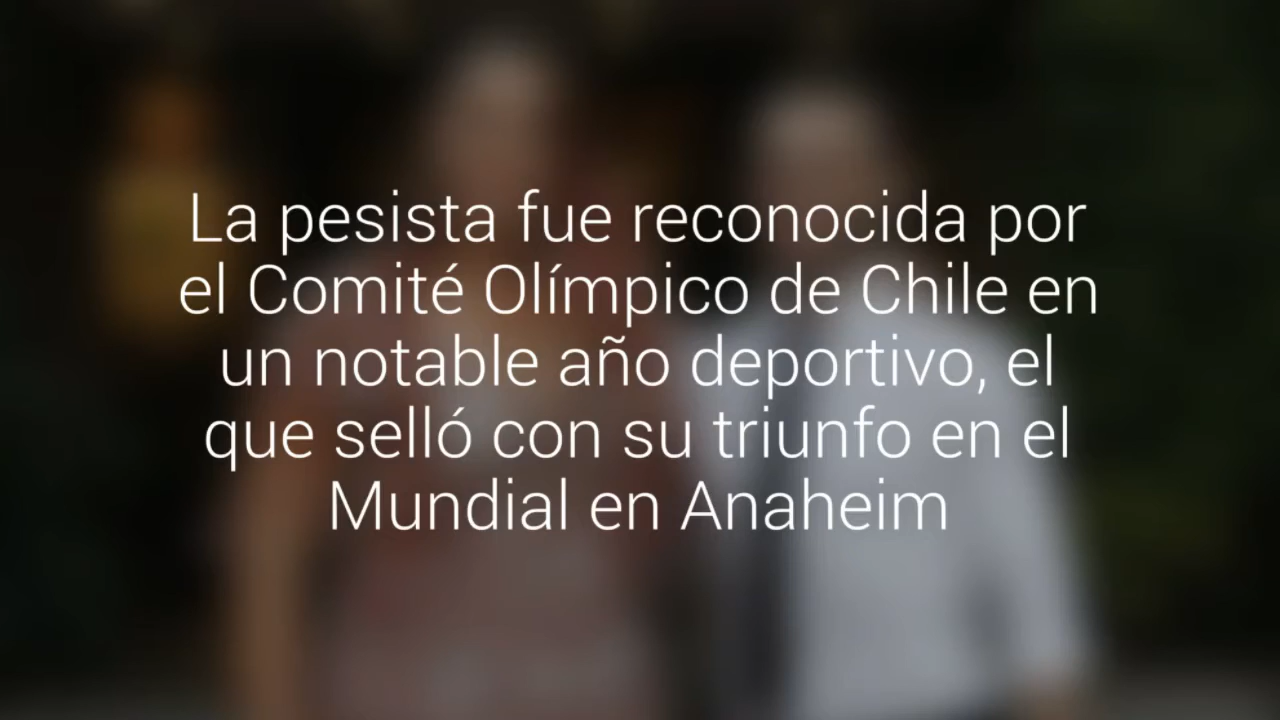 La pesista fue reconocida por
el Comité Olímpico de Chile en
un notable año deportivo, el
que selló con su triunfo en el
Mundial en Anaheim